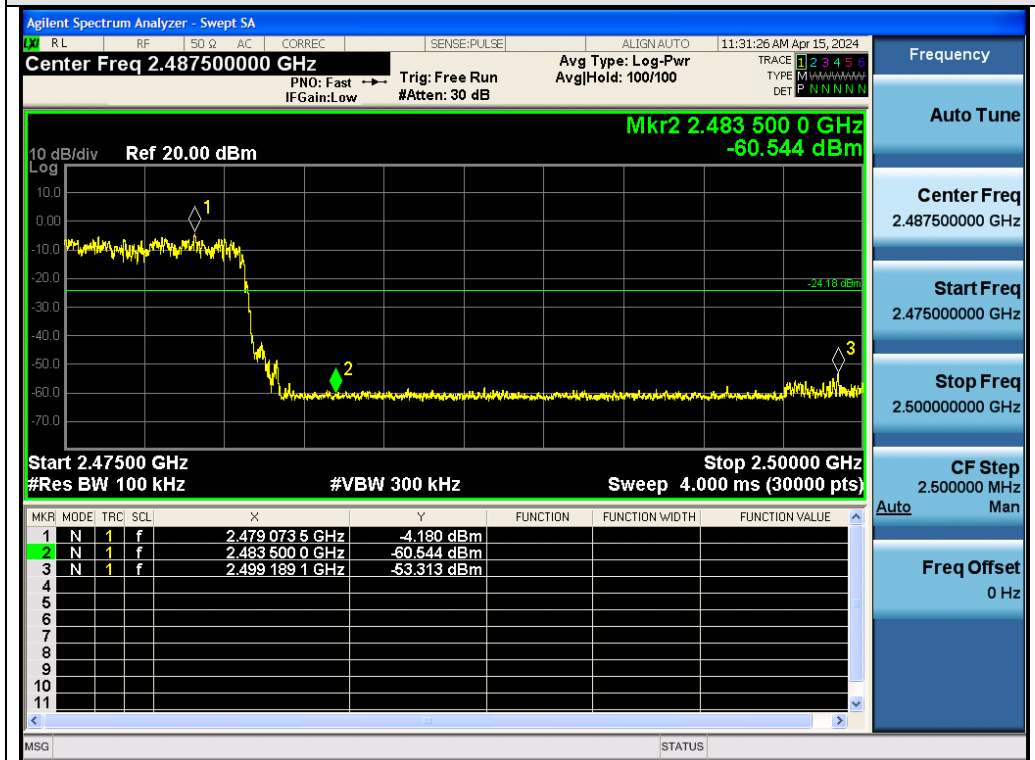 Agilent Spectrum Analyzer - Swept SA
LXI RL RF 50 Ω AC CORREC SENSE:PULSE ALIGNAUTO 11:31:26 AM Apr 15, 2024
Center Freq 2.487500000 GHz
PNO: Fast
IFGain:Low
Trig: Free Run
#Atten: 30 dB
Avg Type: Log-Pwr
Avg|Hold: 100/100
TRACE 1 2 3 4 5 6
TYPE M
DET P N N N N N
Mkr2 2.483 500 0 GHz
-60.544 dBm
10 dB/div Ref 20.00 dBm
Log
10.0
0.00
-10.0
-20.0
-30.0
-40.0
-50.0
-60.0
-70.0
1
-24.18 dBm
2
3
Start 2.47500 GHz Stop 2.50000 GHz
#Res BW 100 kHz #VBW 300 kHz Sweep 4.000 ms (30000 pts)
MKR MODE TRC SCL X Y FUNCTION FUNCTION WIDTH FUNCTION VALUE
1 N 1 f 2.479 073 5 GHz -4.180 dBm
2 N 1 f 2.483 500 0 GHz -60.544 dBm
3 N 1 f 2.499 189 1 GHz -53.313 dBm
4
5
6
7
8
9
10
11
MSG STATUS
Frequency
Auto Tune
Center Freq
2.487500000 GHz
Start Freq
2.475000000 GHz
Stop Freq
2.500000000 GHz
CF Step
2.500000 MHz
Auto Man
Freq Offset
0 Hz